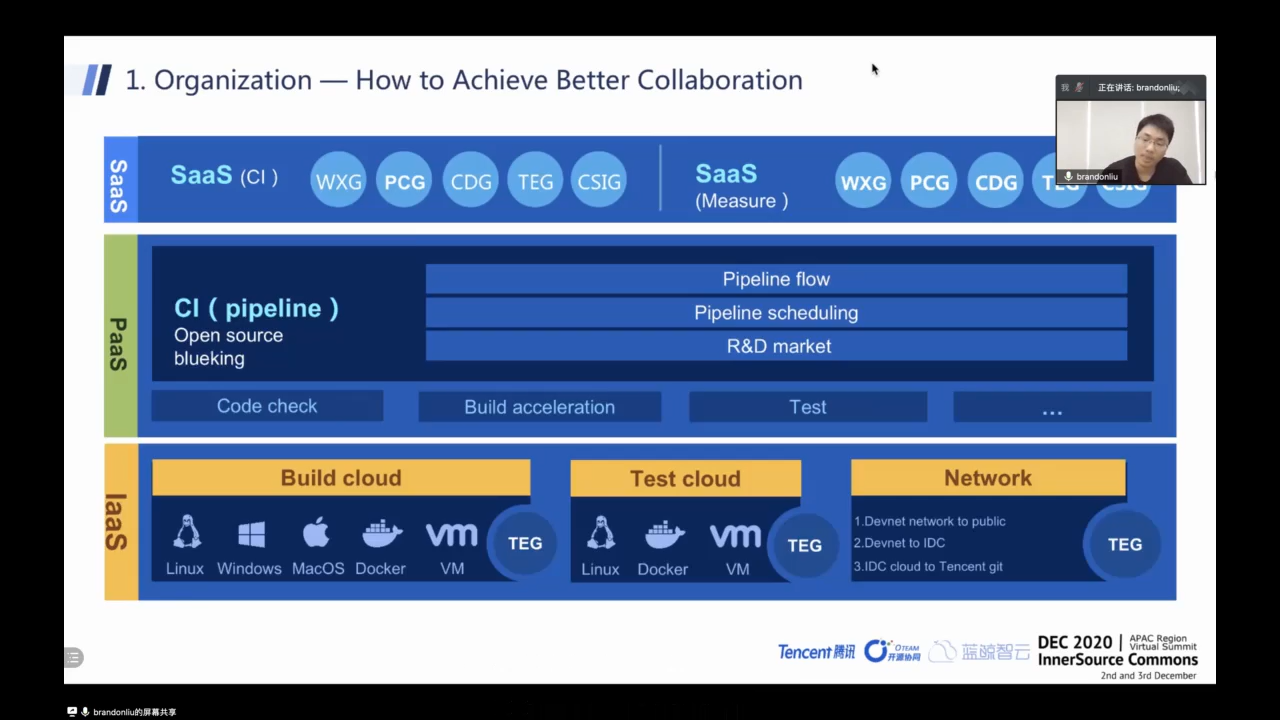 1. Organization — How to Achieve Better Collaboration
我 正在讲话: brandonliu;
brandonliu
SaaS
SaaS (CI )
WXG PCG CDG TEG CSIG
SaaS
(Measure )
WXG PCG CDG TEG CSIG
PaaS
CI ( pipeline )
Open source
blueking
Pipeline flow
Pipeline scheduling
R&D market
Code check
Build acceleration
Test
...
IaaS
Build cloud
Linux Windows MacOS Docker vm VM
TEG
Test cloud
Linux Docker vm VM
TEG
Network
1.Devnet network to public
2.Devnet to IDC
3.IDC cloud to Tencent git
TEG
Tencent 腾讯
OTEAM
开源协同
蓝鲸智云
DEC 2020 | APAC Region
Virtual Summit
InnerSource Commons
2nd and 3rd December
brandonliu的屏幕共享